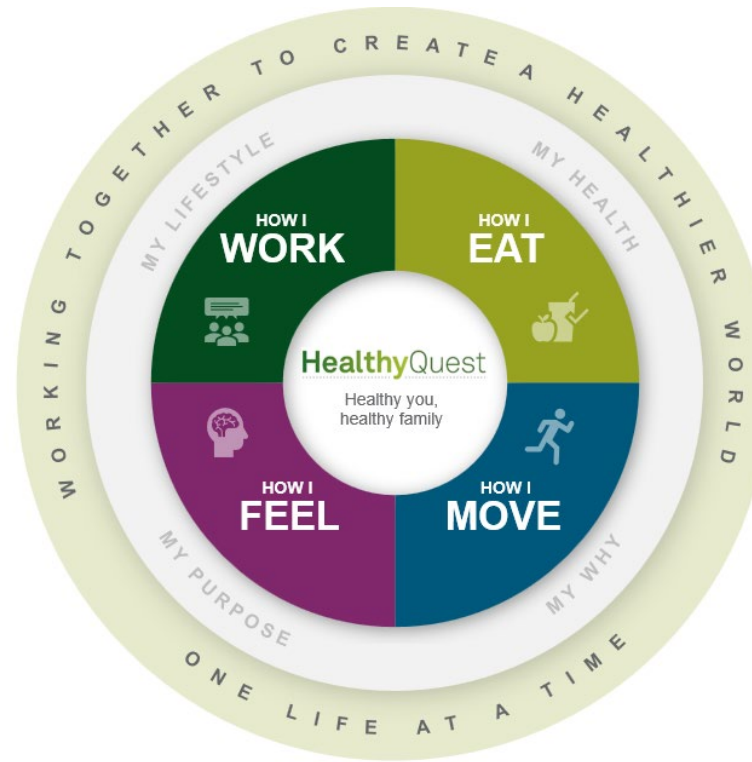 WORKING TOGETHER TO CREATE A HEALTHIER WORLD
MY LIFESTYLE
MY HEALTH
HOW I
WORK
HOW I
EAT
HealthyQuest
Healthy you,
healthy family
HOW I
FEEL
HOW I
MOVE
MY PURPOSE
MY WHY
ONE LIFE AT A TIME